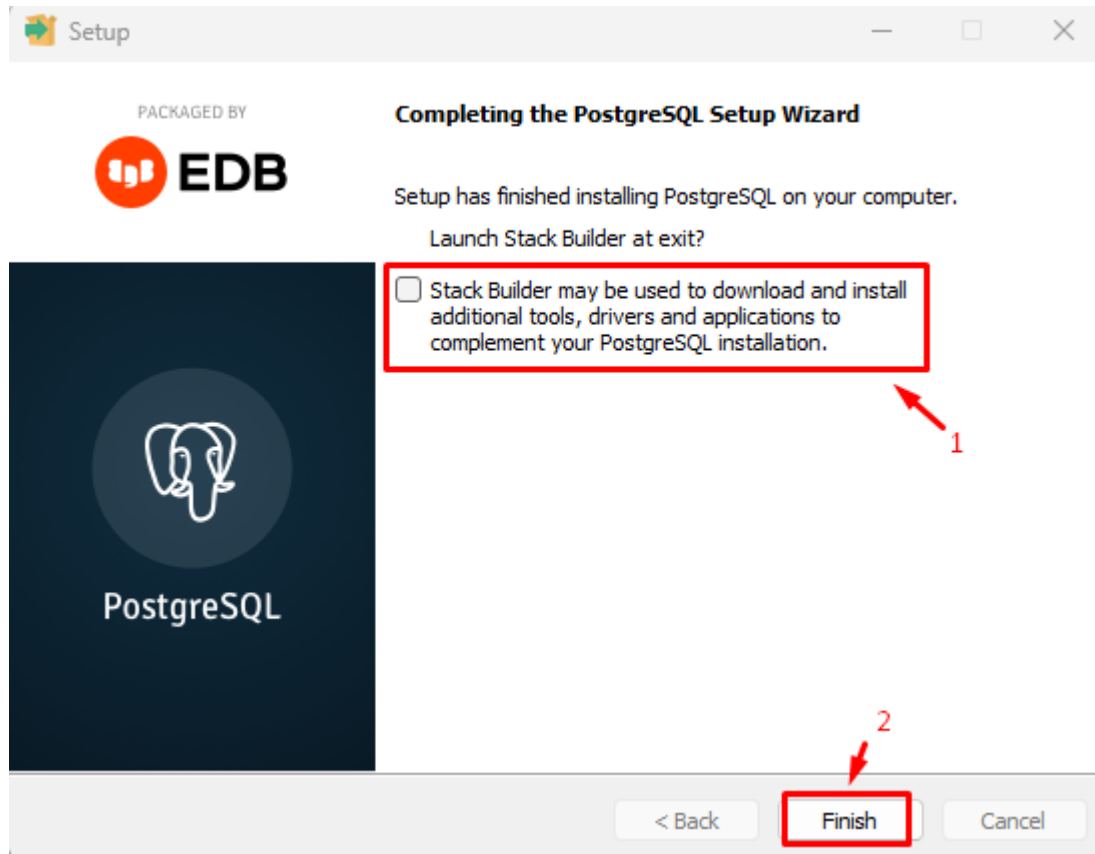 Setup
PACKAGED BY
EDB
Completing the PostgreSQL Setup Wizard
Setup has finished installing PostgreSQL on your computer.
Launch Stack Builder at exit?
Stack Builder may be used to download and install
additional tools, drivers and applications to
complement your PostgreSQL installation.
1
PostgreSQL
2
< Back
Finish
Cancel